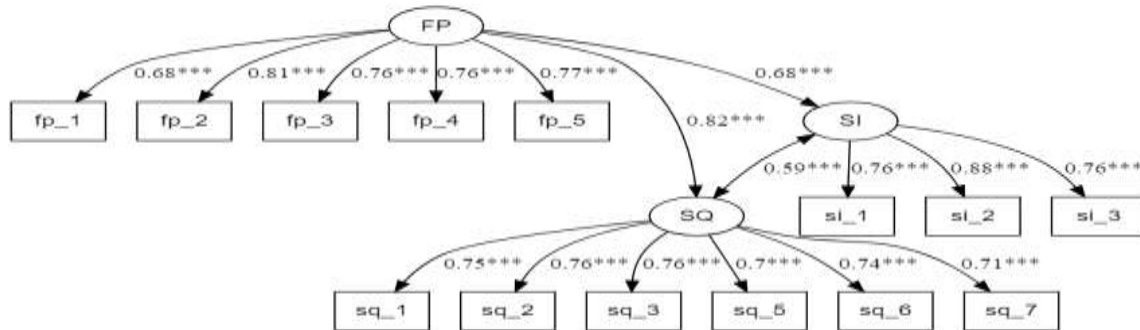 FP
0.68*** 0.81*** 0.76*** 0.76*** 0.77*** 0.68***
fp_1 fp_2 fp_3 fp_4 fp_5
0.82*** SI
0.59*** 0.76*** 0.88*** 0.76***
SQ si_1 si_2 si_3
0.75*** 0.76*** 0.76*** 0.7*** 0.74*** 0.71***
sq_1 sq_2 sq_3 sq_5 sq_6 sq_7